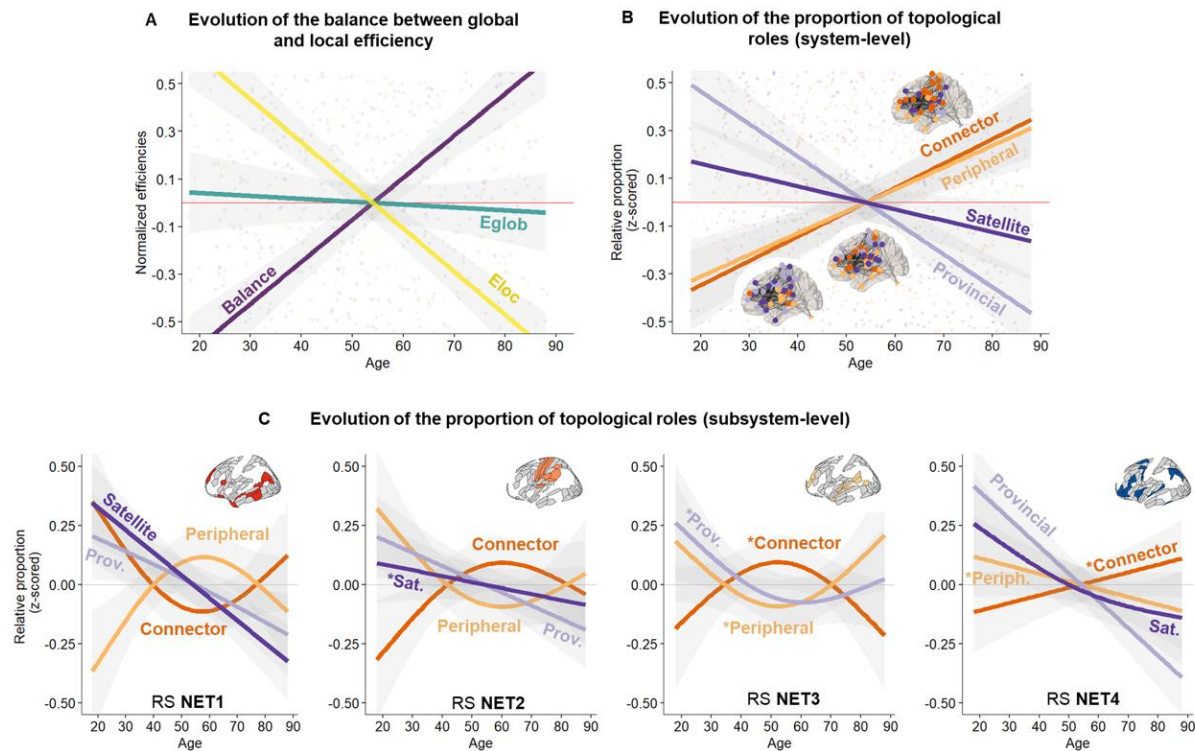 A Evolution of the balance between global
and local efficiency
Normalized efficiencies
0.5
0.3
0.1
-0.1
-0.3
-0.5
Balance
Eglob
Eloc
20 30 40 50 60 70 80 90
Age
B Evolution of the proportion of topological
roles (system-level)
Relative proportion
(z-scored)
0.5
0.3
0.1
-0.1
-0.3
-0.5
Connector
Peripheral
Satellite
Provincial
20 30 40 50 60 70 80 90
Age
C Evolution of the proportion of topological roles (subsystem-level)
Relative proportion
(z-scored)
0.50
0.25
0.00
-0.25
-0.50
Satellite
Prov.
Peripheral
Connector
RS NET1
20 30 40 50 60 70 80 90
Age
0.50
0.25
0.00
-0.25
-0.50
Connector
*Sat.
Peripheral
Prov.
RS NET2
20 30 40 50 60 70 80 90
Age
0.50
0.25
0.00
-0.25
-0.50
*Prov.
*Connector
*Peripheral
RS NET3
20 30 40 50 60 70 80 90
Age
0.50
0.25
0.00
-0.25
-0.50
Provincial
*Connector
*Periph.
Sat.
RS NET4
20 30 40 50 60 70 80 90
Age